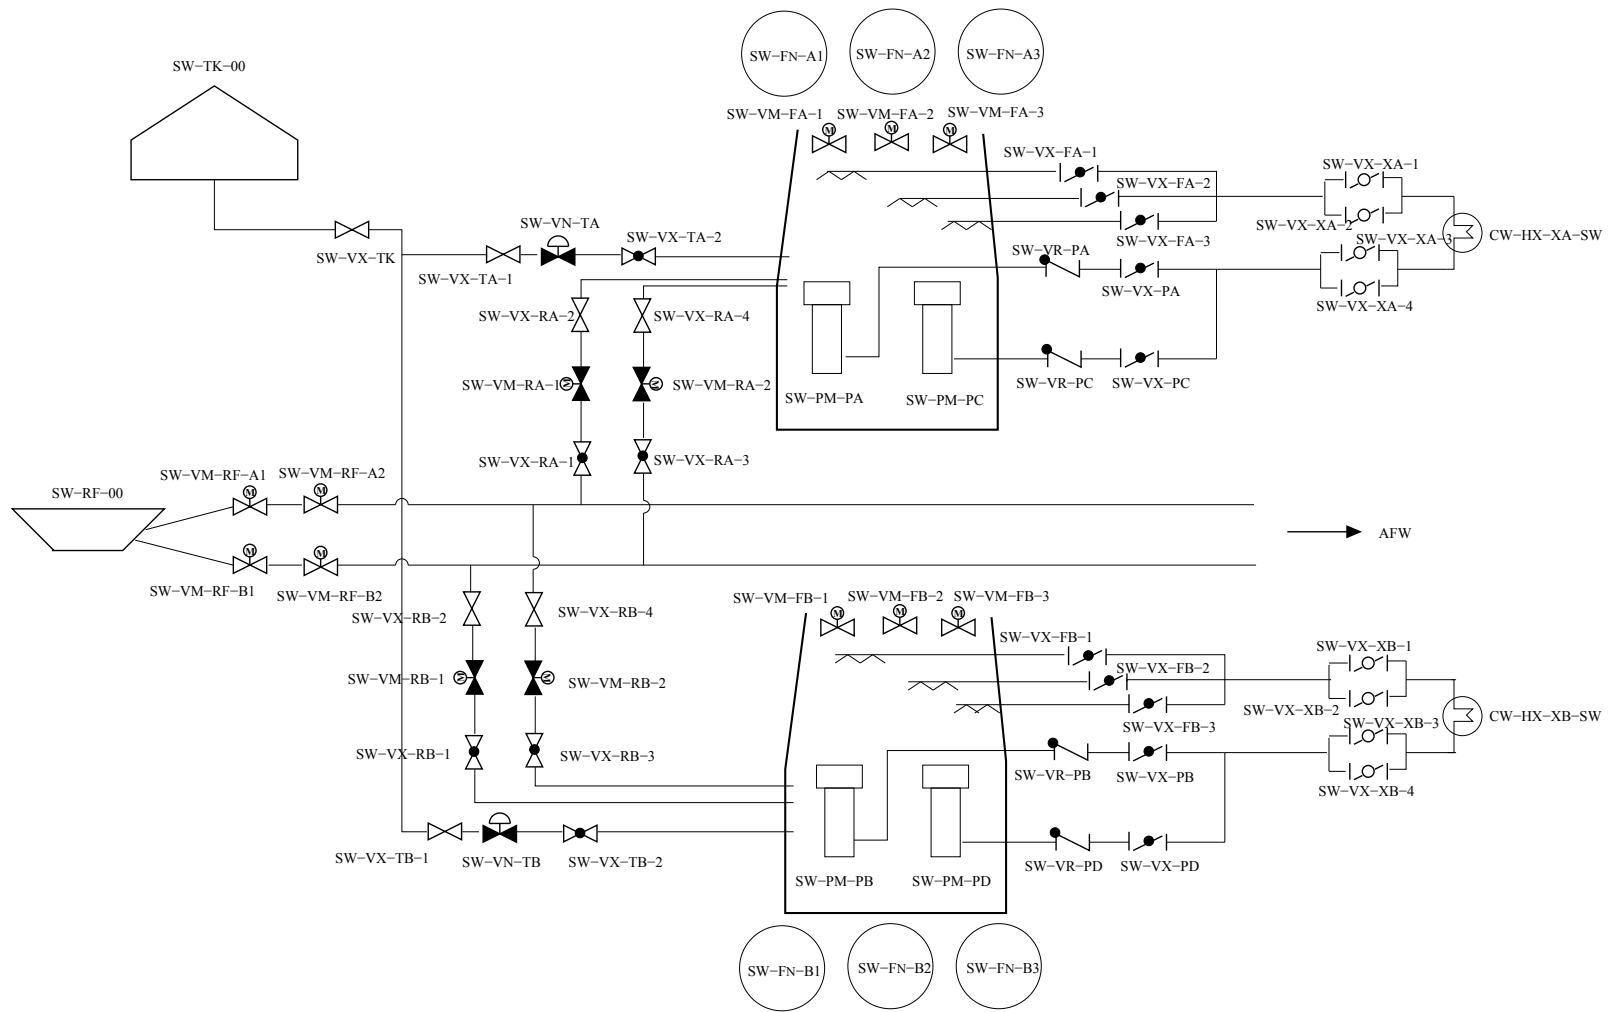 SW−FN−A1
SW−FN−A2
SW−FN−A3
SW−TK−00
SW−VM−FA−1
SW−VM−FA−2
SW−VM−FA−3
M
M
M
SW−VX−FA−1
SW−VX−FA−2
SW−VX−FA−3
SW−VX−XA−1
SW−VX−XA−2
SW−VX−XA−3
SW−VX−XA−4
CW−HX−XA−SW
SW−VX−TK
SW−VN−TA
SW−VX−TA−1
SW−VX−TA−2
SW−VR−PA
SW−VX−PA
SW−VX−RA−2
SW−VX−RA−4
SW−VM−RA−1
M
M
SW−VM−RA−2
SW−PM−PA
SW−PM−PC
SW−VR−PC
SW−VX−PC
SW−VX−RA−1
SW−VX−RA−3
SW−RF−00
SW−VM−RF−A1
SW−VM−RF−A2
M
M
AFW
M
M
SW−VM−RF−B1
SW−VM−RF−B2
SW−VX−RB−2
SW−VX−RB−4
SW−VM−FB−1
SW−VM−FB−2
SW−VM−FB−3
M
M
M
SW−VX−FB−1
SW−VX−FB−2
SW−VX−FB−3
SW−VX−XB−1
SW−VX−XB−2
SW−VX−XB−3
SW−VX−XB−4
CW−HX−XB−SW
SW−VM−RB−1
M
M
SW−VM−RB−2
SW−VX−RB−1
SW−VX−RB−3
SW−VR−PB
SW−VX−PB
SW−VX−TB−1
SW−VN−TB
SW−VX−TB−2
SW−PM−PB
SW−PM−PD
SW−VR−PD
SW−VX−PD
SW−FN−B1
SW−FN−B2
SW−FN−B3